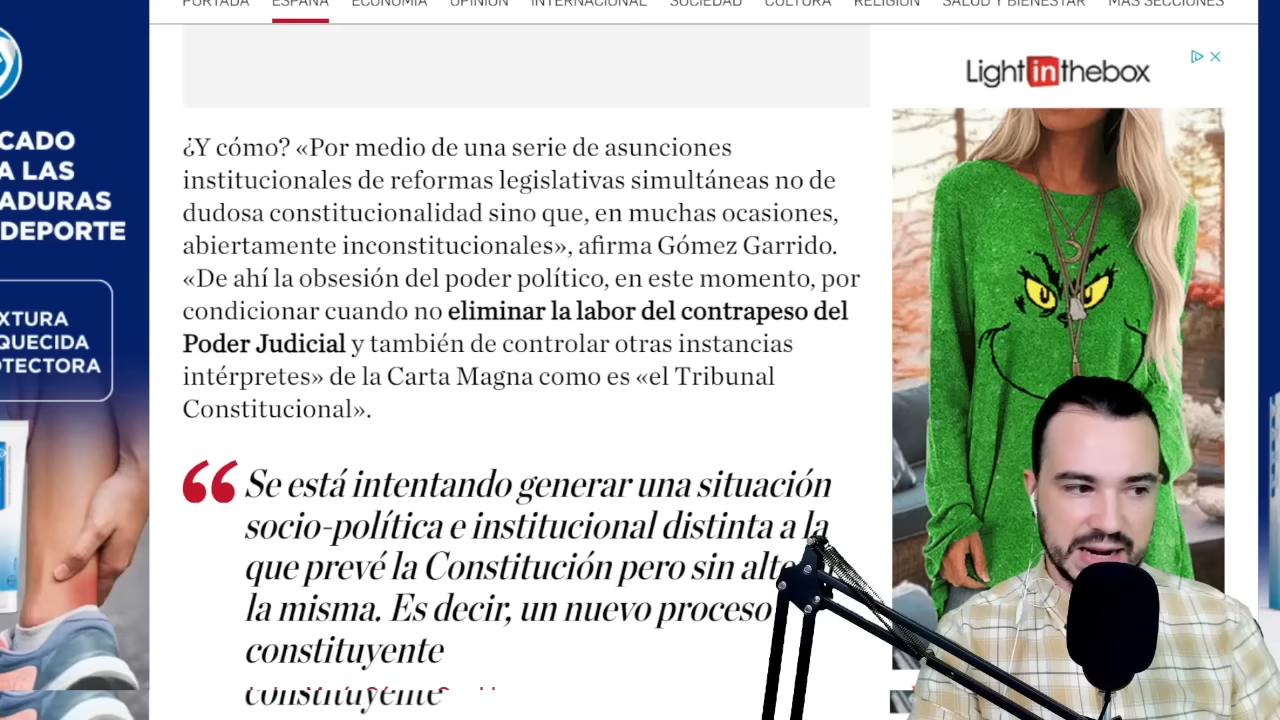 PORTADA ESPAÑA ECONOMÍA OPINIÓN INTERNACIONAL SOCIEDAD CULTURA RELIGIÓN SALUD Y BIENESTAR MÁS SECCIONES
Lightinthebox
CADO
A LAS
ADURAS
DEPORTE
XTURA
QUECIDA
OTECTORA
¿Y cómo? «Por medio de una serie de asunciones
institucionales de reformas legislativas simultáneas no de
dudosa constitucionalidad sino que, en muchas ocasiones,
abiertamente inconstitucionales», afirma Gómez Garrido.
«De ahí la obsesión del poder político, en este momento, por
condicionar cuando no eliminar la labor del contrapeso del
Poder Judicial y también de controlar otras instancias
intérpretes» de la Carta Magna como es «el Tribunal
Constitucional».
“ Se está intentando generar una situación
socio-política e institucional distinta a la
que prevé la Constitución pero sin alte
la misma. Es decir, un nuevo proceso
constituyente
constituyente